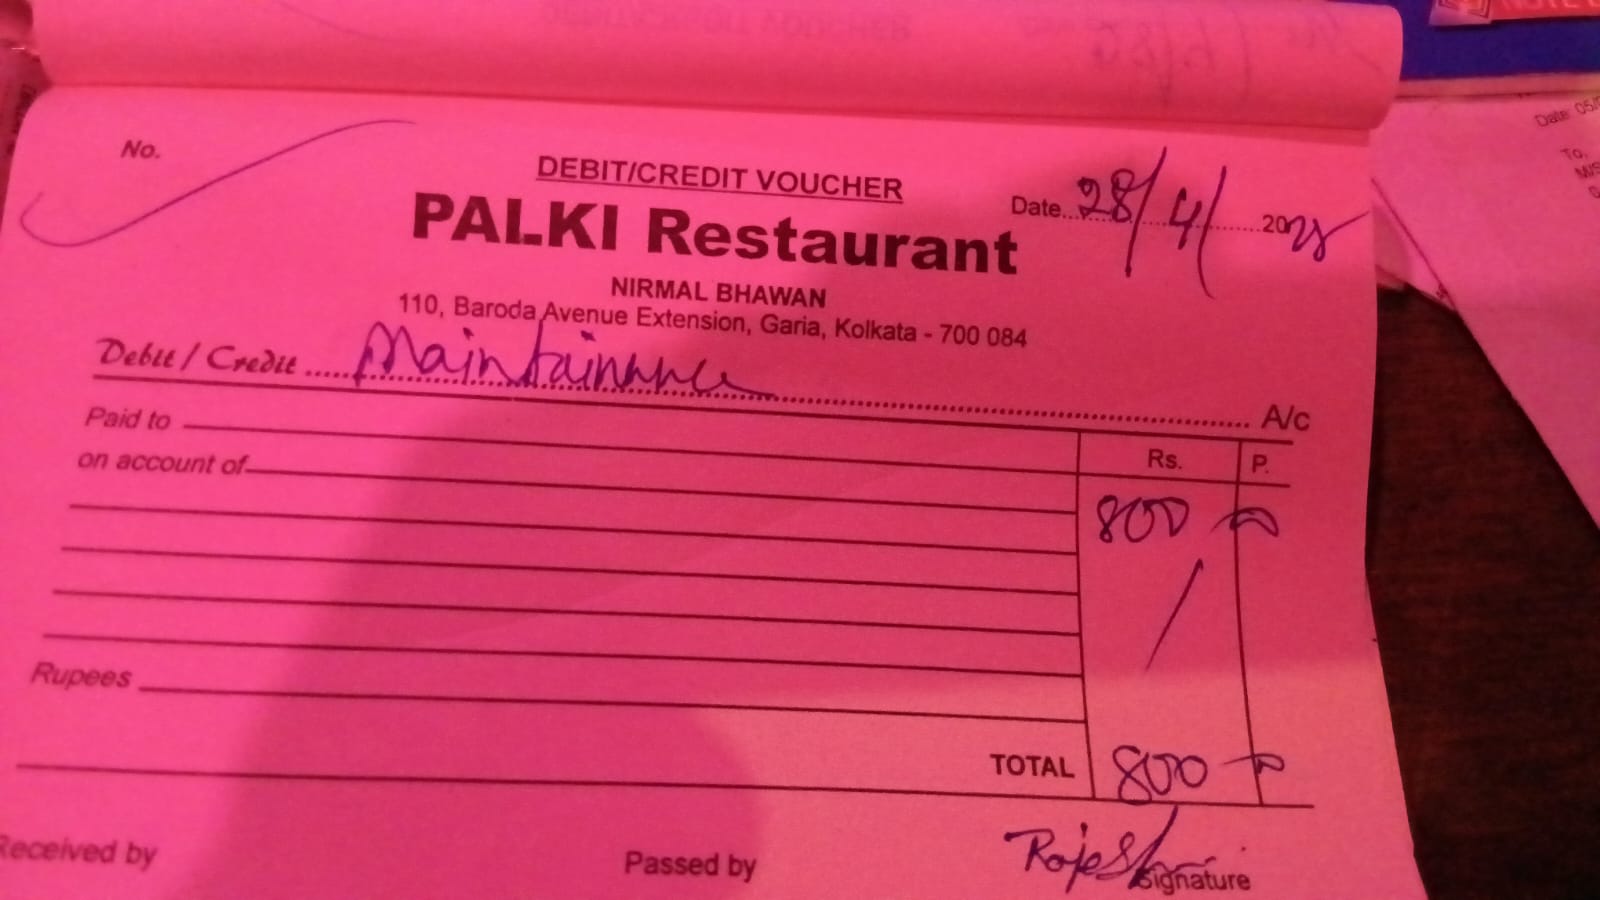 No.
DEBIT/CREDIT VOUCHER
Date 28/4/2025
PALKI Restaurant
NIRMAL BHAWAN
110, Baroda Avenue Extension, Garia, Kolkata - 700 084
Debit / Credit Maintainance A/c
Paid to
Rs. P.
on account of
800
Rupees
TOTAL 800
Rajesh
Received by Passed by Signature
Date: 05/
To,
M/S